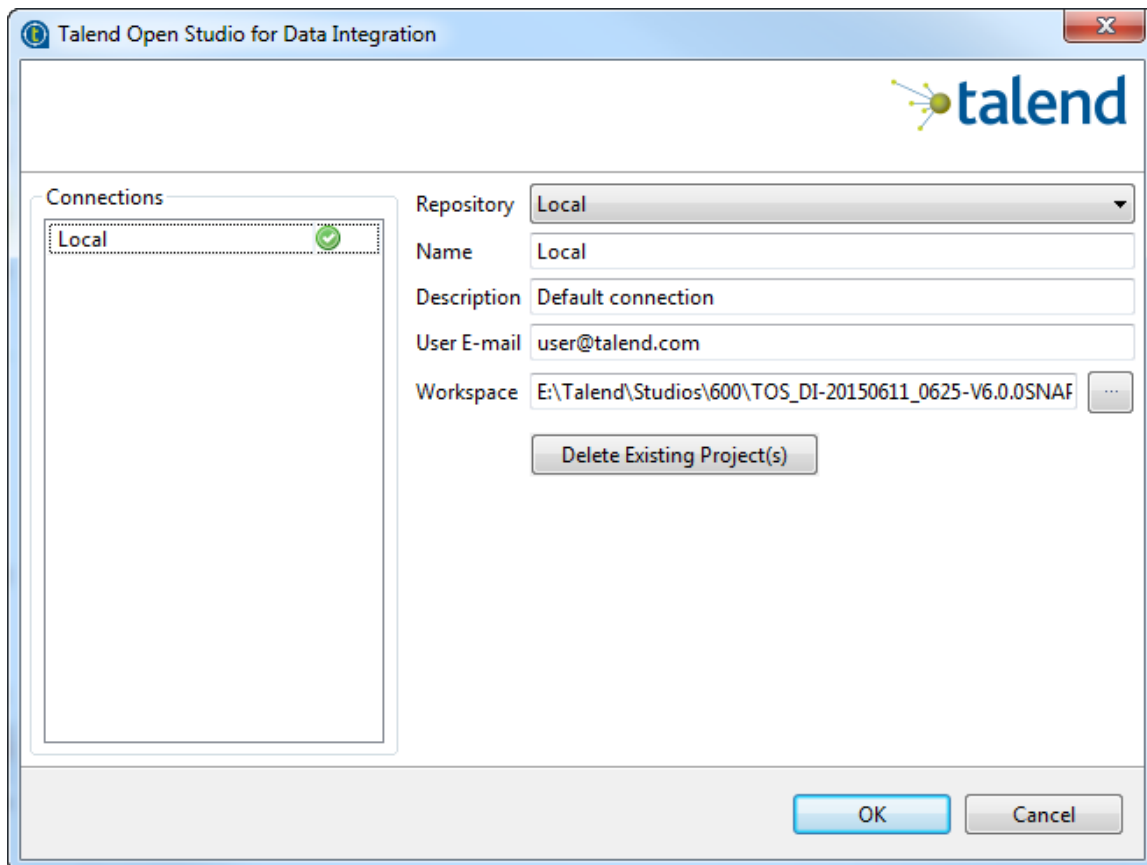 Talend Open Studio for Data Integration
talend
Connections
Local
Repository Local
Name Local
Description Default connection
User E-mail user@talend.com
Workspace E:\Talend\Studios\600\TOS_DI-20150611_0625-V6.0.0SNAP ...
Delete Existing Project(s)
OK Cancel